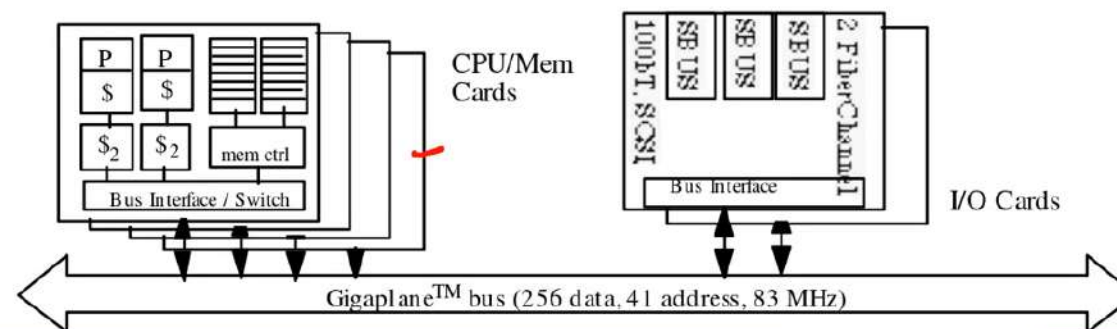 P P
$ $
$2 $2
mem ctrl
Bus Interface / Switch
CPU/Mem
Cards
100bT, SCSI
SBUS
SBUS
SBUS
2 FiberChannel
Bus Interface
I/O Cards
Gigaplane™ bus (256 data, 41 address, 83 MHz)